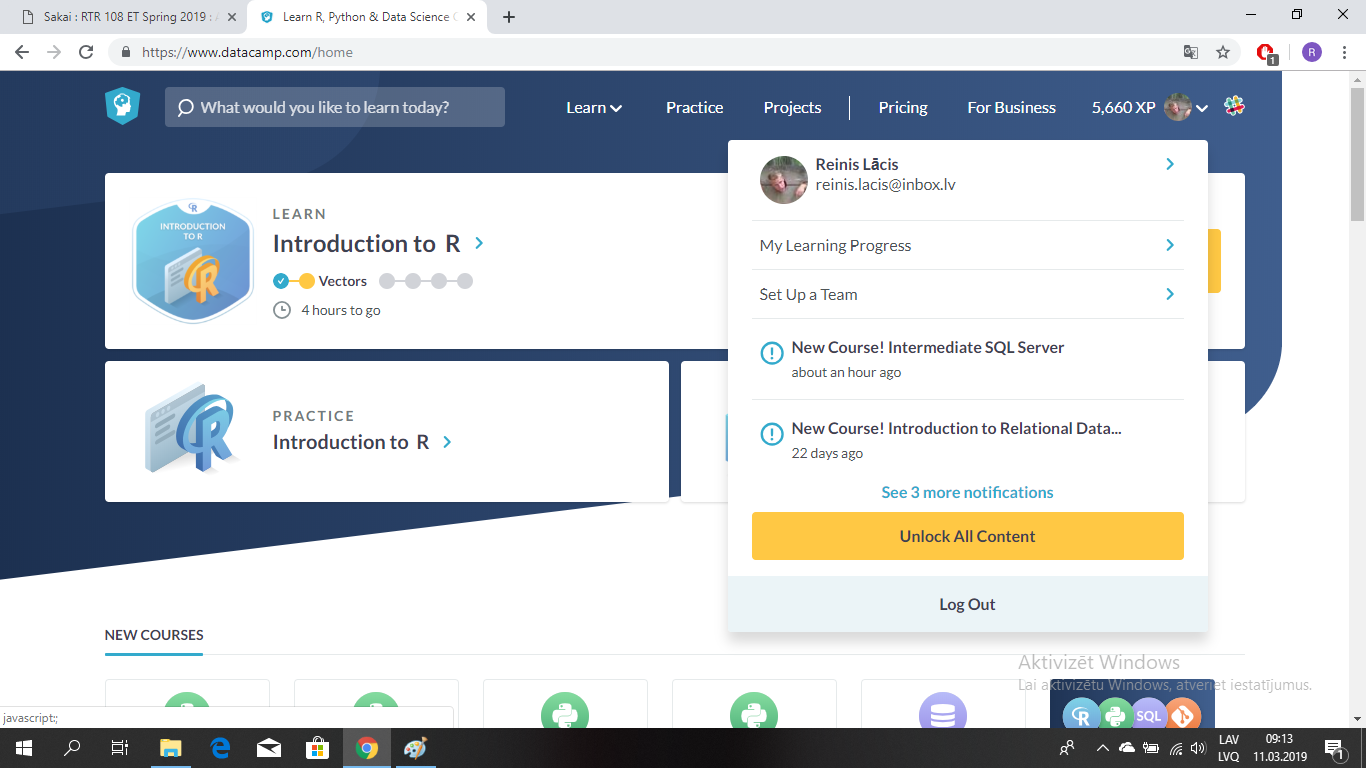 Sakai : RTR 108 ET Spring 2019 : A
Learn R, Python & Data Science O
https://www.datacamp.com/home
1
R
What would you like to learn today?
Learn
Practice
Projects
Pricing
For Business
5,660 XP
Reinis Lācis
reinis.lacis@inbox.lv
My Learning Progress
Set Up a Team
New Course! Intermediate SQL Server
about an hour ago
New Course! Introduction to Relational Data...
22 days ago
See 3 more notifications
Unlock All Content
Log Out
R
INTRODUCTION
TO R
LEARN
Introduction to R
Vectors
4 hours to go
PRACTICE
Introduction to R
NEW COURSES
R
SQL
Aktivizēt Windows
Lai aktivizētu Windows, atveriet iestatījumus.
javascript:;
LAV
LVQ
09:13
11.03.2019
1